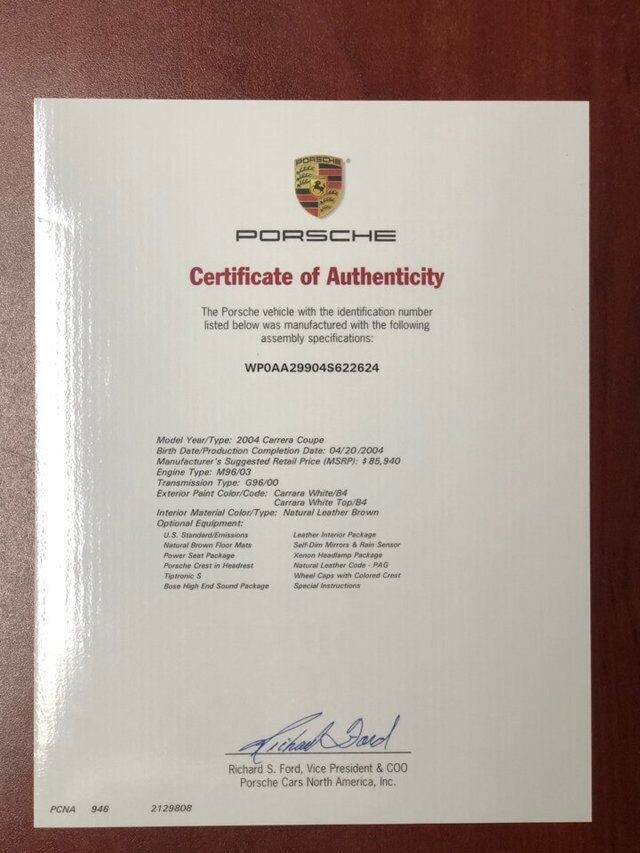 PORSCHE
PORSCHE
Certificate of Authenticity
The Porsche vehicle with the identification number
listed below was manufactured with the following
assembly specifications:
WP0AA29904S622624
Model Year/Type: 2004 Carrera Coupe
Birth Date/Production Completion Date: 04/20/2004
Manufacturer's Suggested Retail Price (MSRP): $ 85,940
Engine Type: M96/03
Transmission Type: G96/00
Exterior Paint Color/Code: Carrara White/B4
Carrara White Top/B4
Interior Material Color/Type: Natural Leather Brown
Optional Equipment:
U.S. Standard/Emissions Leather Interior Package
Natural Brown Floor Mats Self-Dim Mirrors & Rain Sensor
Power Seat Package Xenon Headlamp Package
Porsche Crest in Headrest Natural Leather Code - PAG
Tiptronic S Wheel Caps with Colored Crest
Bose High End Sound Package Special Instructions
Richard Ford
Richard S. Ford, Vice President & COO
Porsche Cars North America, Inc.
PCNA 946 2129808